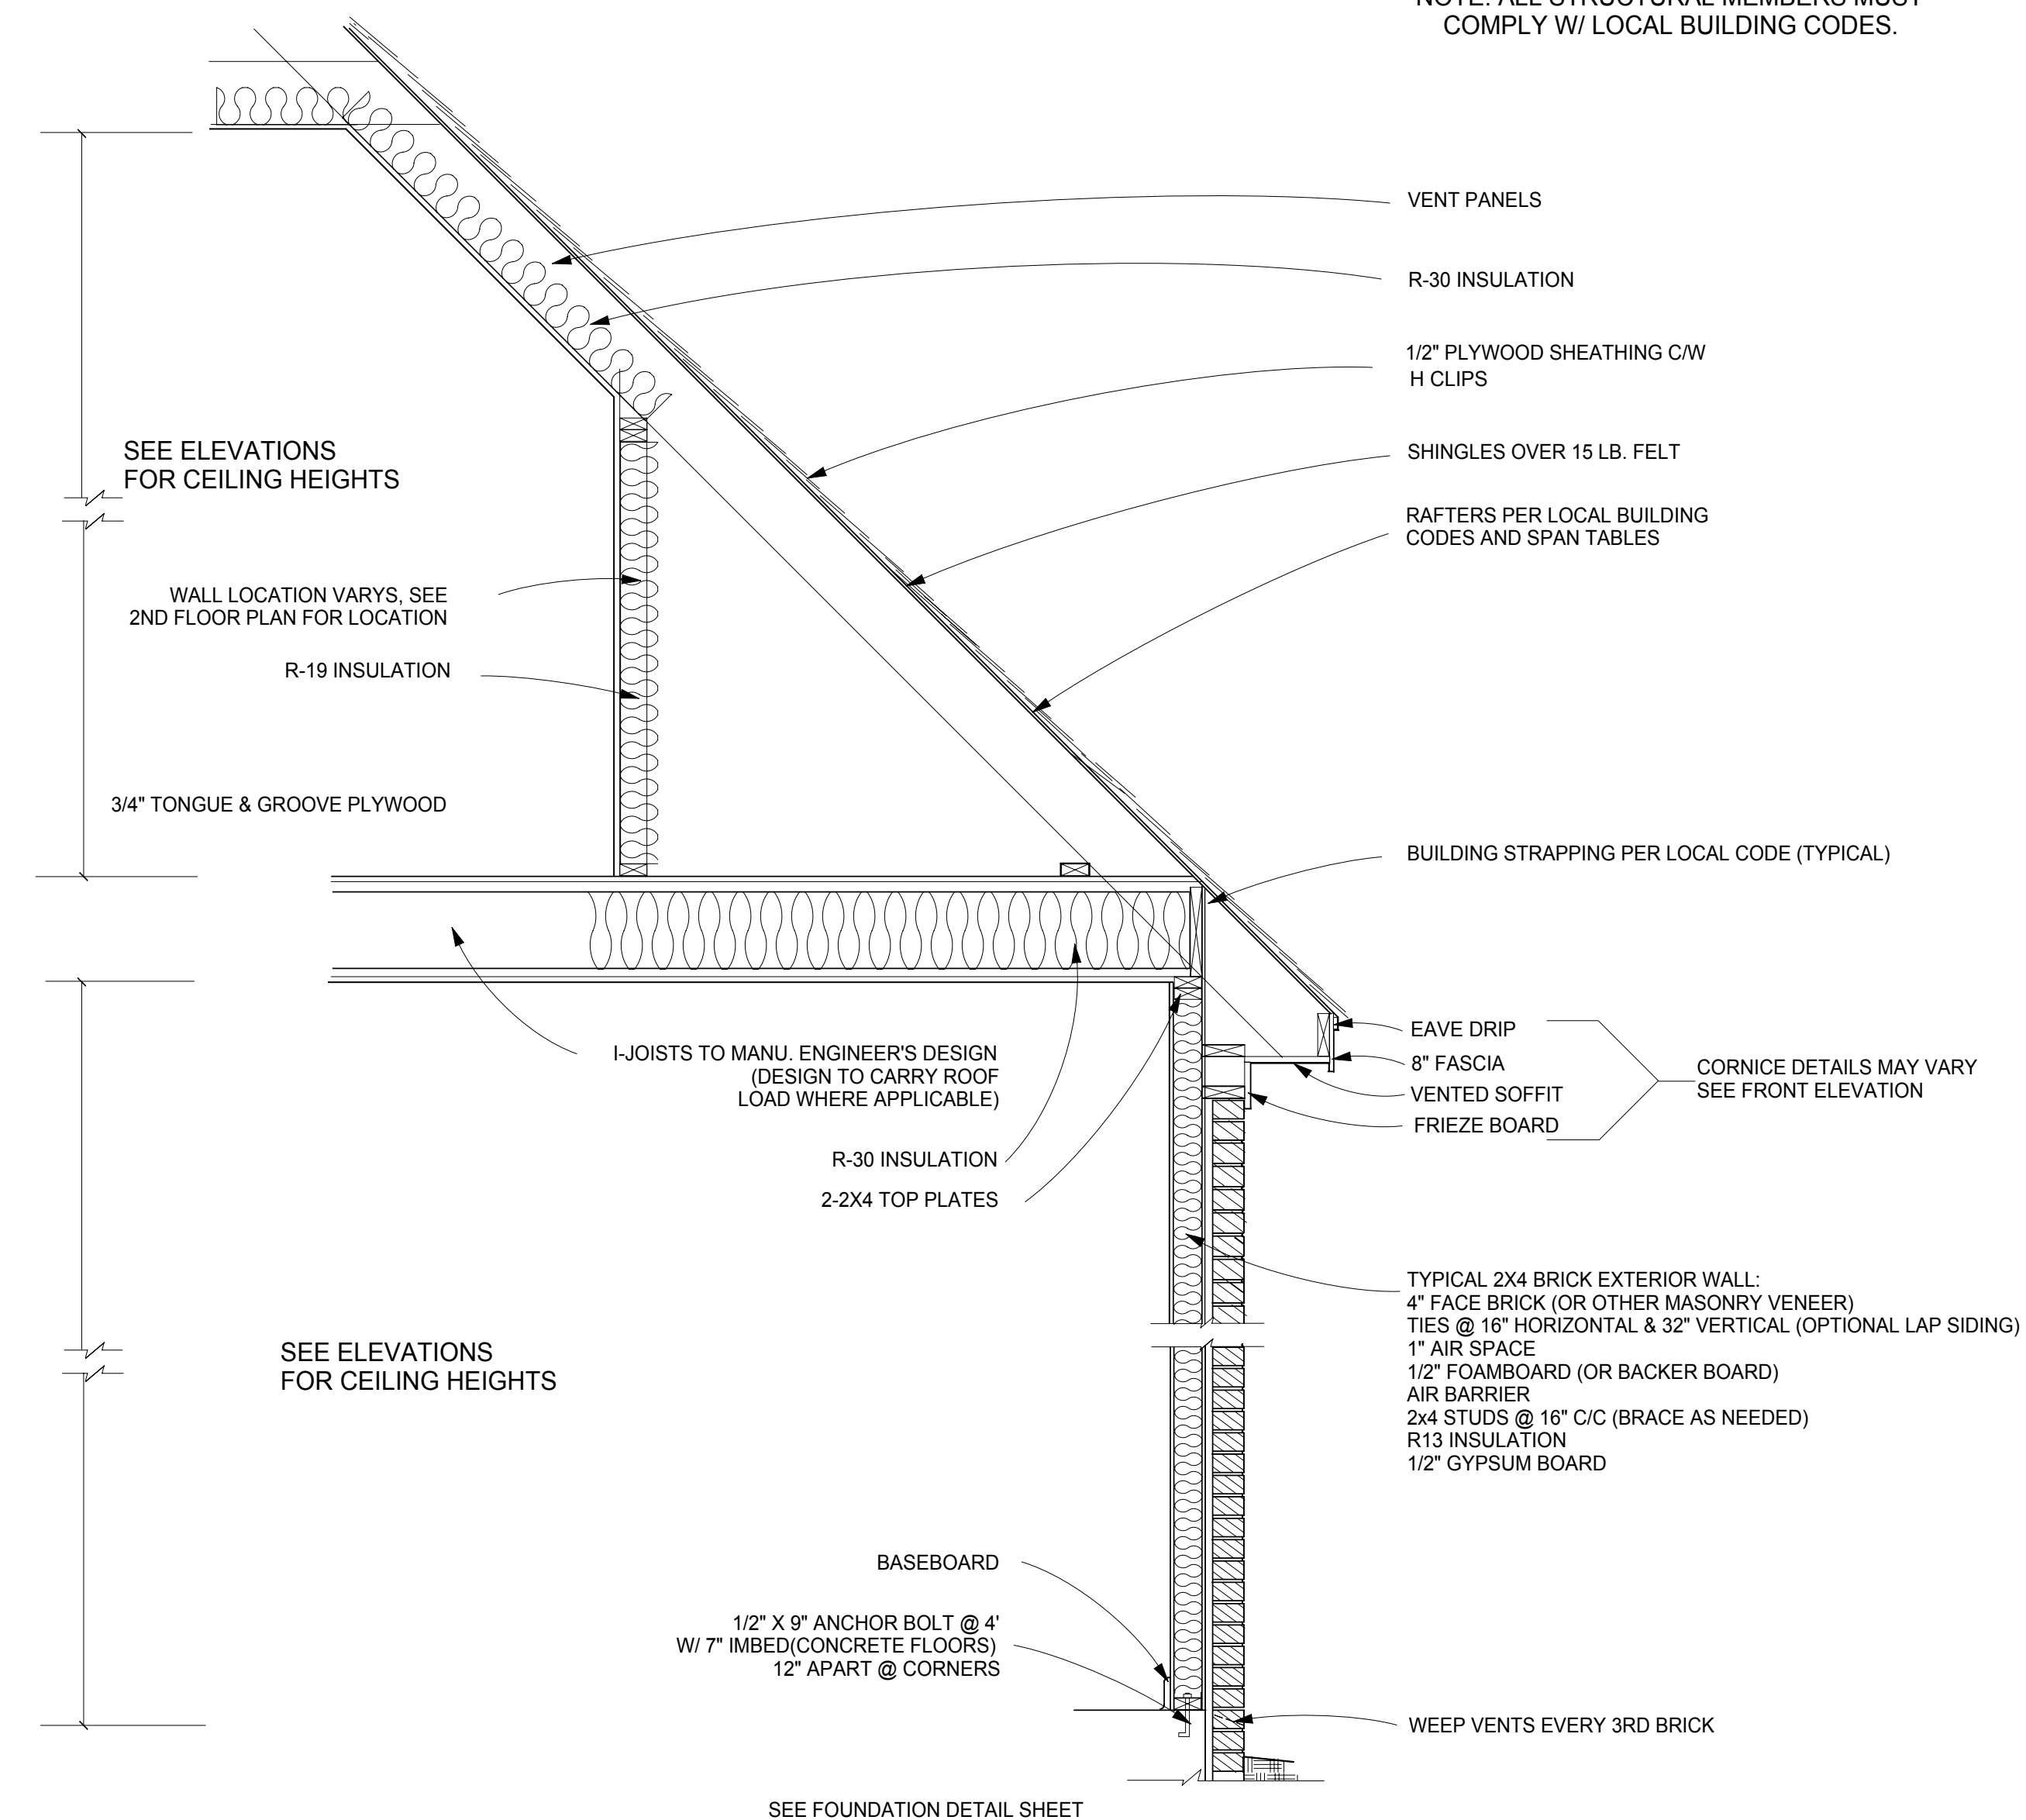 NOTE: ALL STRUCTURAL MEMBERS MUST
COMPLY W/ LOCAL BUILDING CODES.
VENT PANELS
R-30 INSULATION
1/2" PLYWOOD SHEATHING C/W
H CLIPS
SHINGLES OVER 15 LB. FELT
RAFTERS PER LOCAL BUILDING
CODES AND SPAN TABLES
SEE ELEVATIONS
FOR CEILING HEIGHTS
WALL LOCATION VARYS, SEE
2ND FLOOR PLAN FOR LOCATION
R-19 INSULATION
3/4" TONGUE & GROOVE PLYWOOD
BUILDING STRAPPING PER LOCAL CODE (TYPICAL)
EAVE DRIP
8" FASCIA
VENTED SOFFIT
FRIEZE BOARD
CORNICE DETAILS MAY VARY
SEE FRONT ELEVATION
I-JOISTS TO MANU. ENGINEER'S DESIGN
(DESIGN TO CARRY ROOF
LOAD WHERE APPLICABLE)
R-30 INSULATION
2-2X4 TOP PLATES
TYPICAL 2X4 BRICK EXTERIOR WALL:
4" FACE BRICK (OR OTHER MASONRY VENEER)
TIES @ 16" HORIZONTAL & 32" VERTICAL (OPTIONAL LAP SIDING)
1" AIR SPACE
1/2" FOAMBOARD (OR BACKER BOARD)
AIR BARRIER
2x4 STUDS @ 16" C/C (BRACE AS NEEDED)
R13 INSULATION
1/2" GYPSUM BOARD
SEE ELEVATIONS
FOR CEILING HEIGHTS
BASEBOARD
1/2" X 9" ANCHOR BOLT @ 4'
W/ 7" IMBED(CONCRETE FLOORS)
12" APART @ CORNERS
WEEP VENTS EVERY 3RD BRICK
SEE FOUNDATION DETAIL SHEET